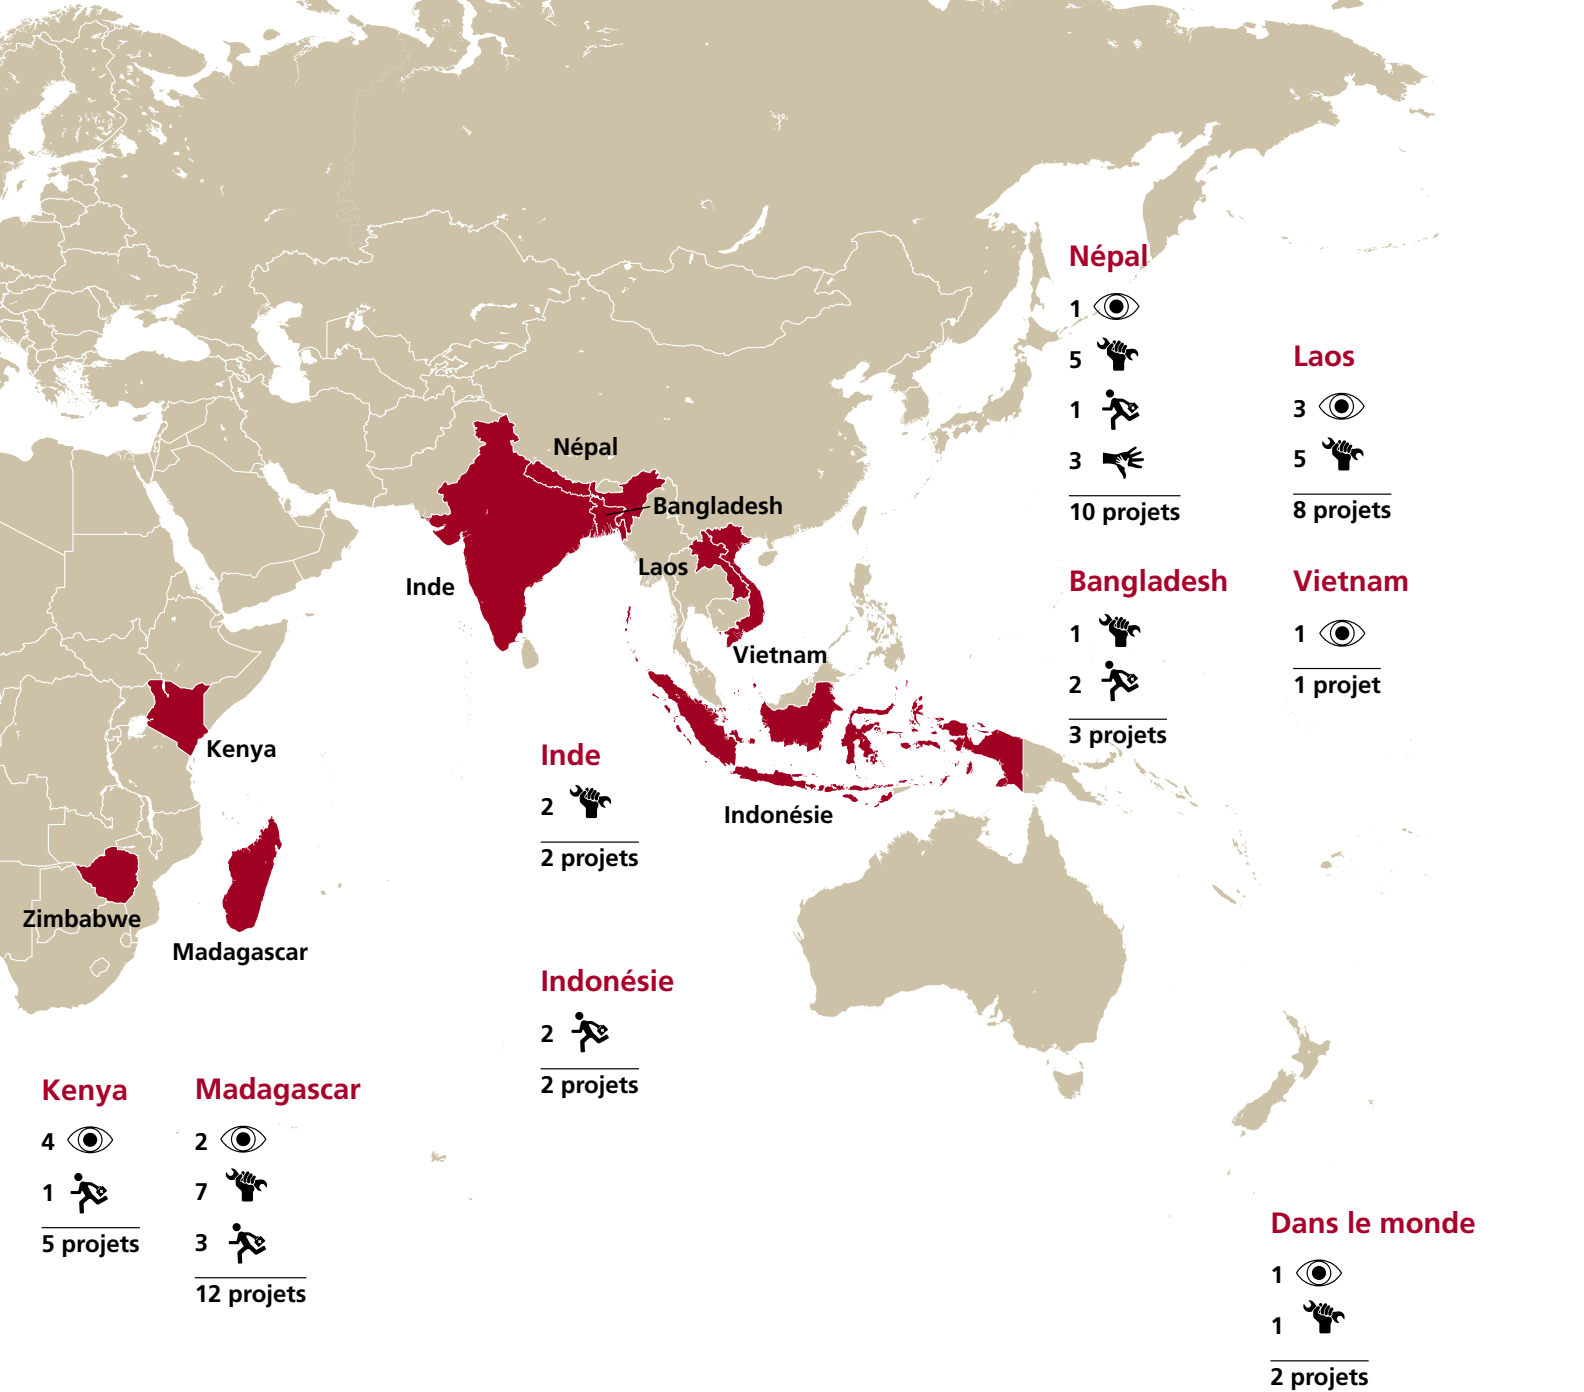 Népal
1
5
1
3
10 projets
Laos
3
5
8 projets
Népal
Bangladesh
Laos
Inde
Vietnam
Indonésie
Kenya
Zimbabwe
Madagascar
Bangladesh
1
2
3 projets
Vietnam
1
1 projet
Inde
2
2 projets
Indonésie
2
2 projets
Kenya
4
1
5 projets
Madagascar
2
7
3
12 projets
Dans le monde
1
1
2 projets